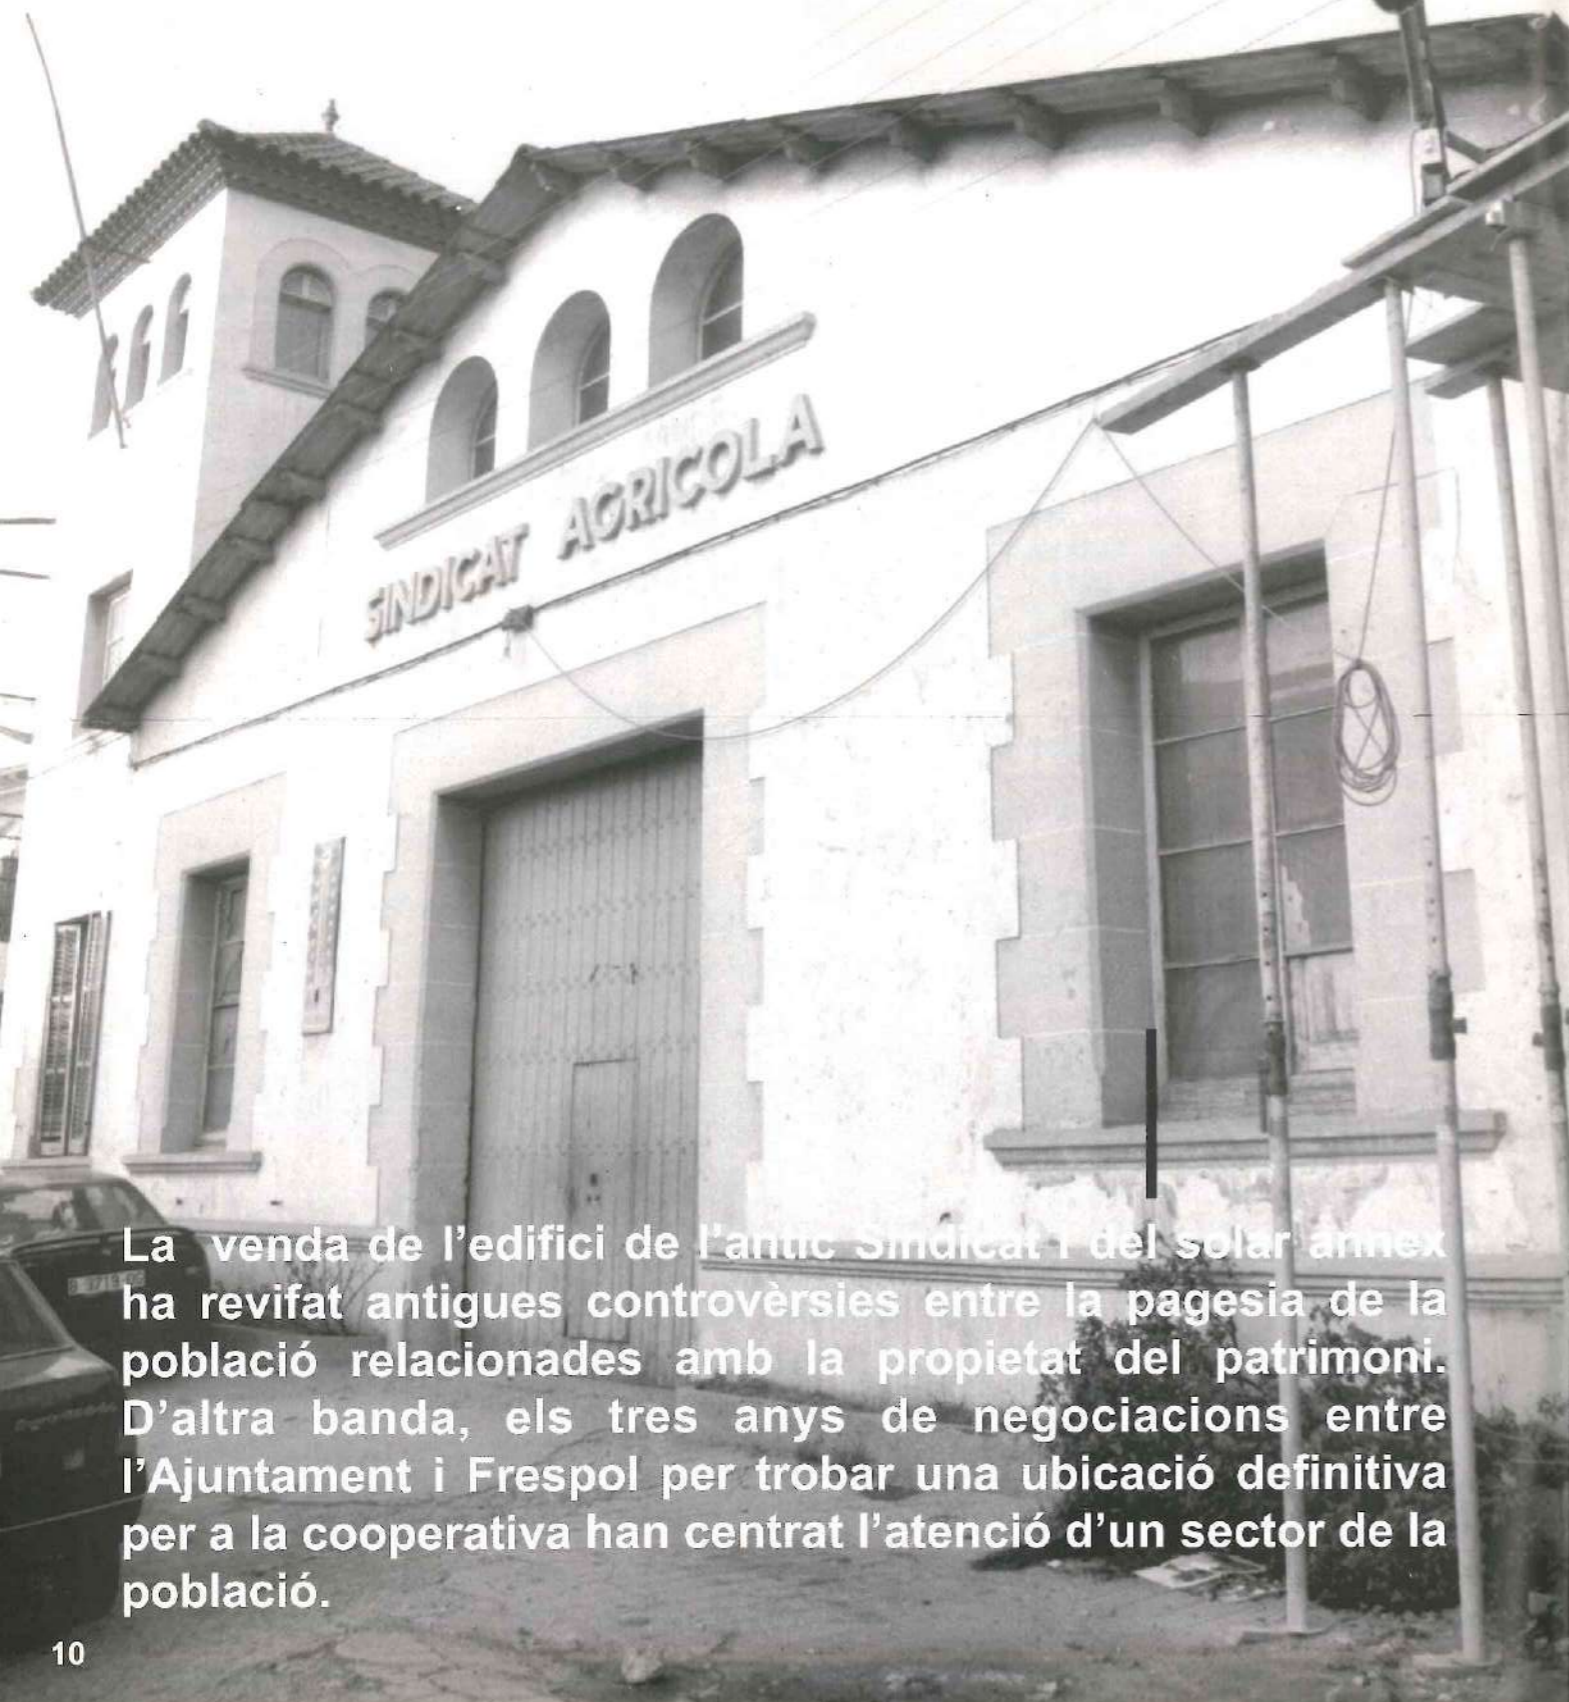 SINDICAT AGRICOLA
La venda de l'edifici de l'antic Sindicat i del solar annex
ha revifat antigues controvèrsies entre la pagesia de la
població relacionades amb la propietat del patrimoni.
D'altra banda, els tres anys de negociacions entre
l'Ajuntament i Frespol per trobar una ubicació definitiva
per a la cooperativa han centrat l'atenció d'un sector de la
població.
10